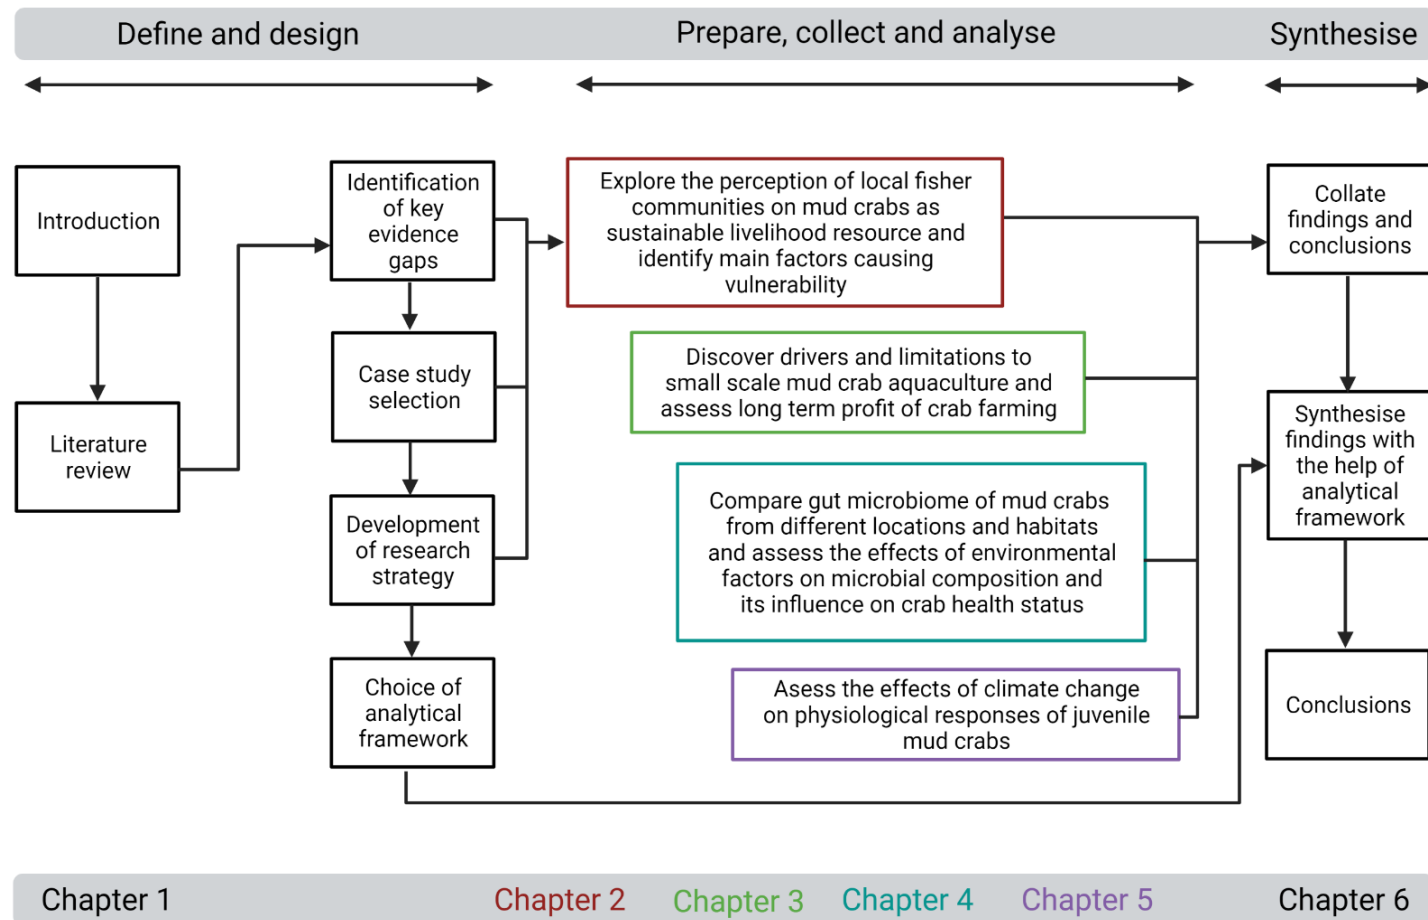 Define and design
Prepare, collect and analyse
Synthesise
Introduction
Literature
review
Identification
of key
evidence
gaps
Case study
selection
Development
of research
strategy
Choice of
analytical
framework
Explore the perception of local fisher
communities on mud crabs as
sustainable livelihood resource and
identify main factors causing
vulnerability
Discover drivers and limitations to
small scale mud crab aquaculture and
assess long term profit of crab farming
Compare gut microbiome of mud crabs
from different locations and habitats
and assess the effects of environmental
factors on microbial composition and
its influence on crab health status
Asess the effects of climate change
on physiological responses of juvenile
mud crabs
Collate
findings and
conclusions
Synthesise
findings with
the help of
analytical
framework
Conclusions
Chapter 1
Chapter 2
Chapter 3
Chapter 4
Chapter 5
Chapter 6